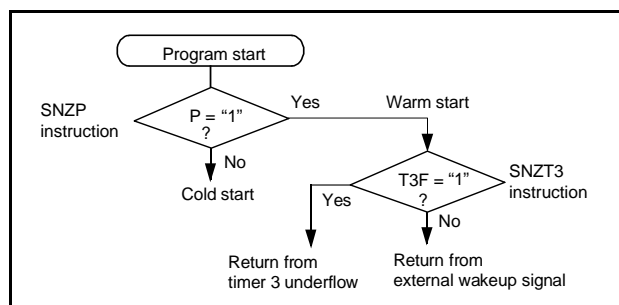 Program start
SNZP
instruction
P = “1”
?
Yes
Warm start
No
Cold start
T3F = “1”
?
SNZT3
instruction
Yes
No
Return from
timer 3 underflow
Return from
external wakeup signal